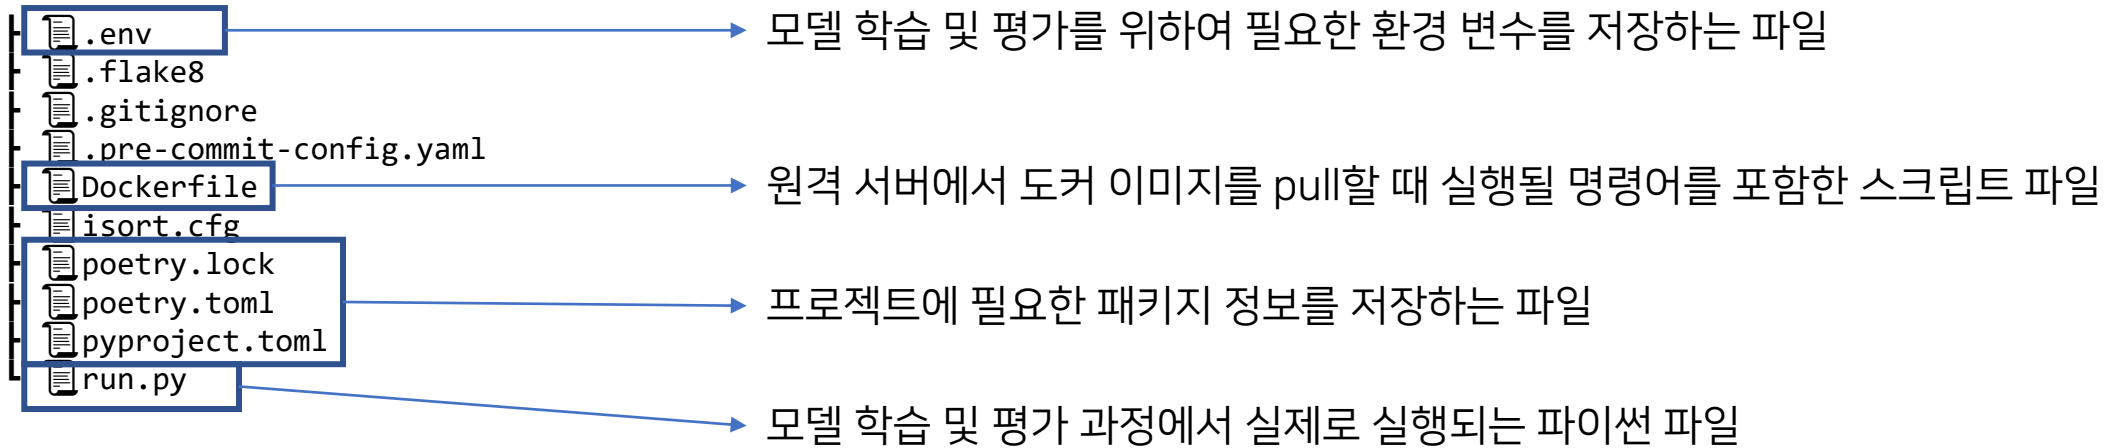 .env
모델 학습 및 평가를 위하여 필요한 환경 변수를 저장하는 파일
.flake8
.gitignore
.pre-commit-config.yaml
Dockerfile
원격 서버에서 도커 이미지를 pull할 때 실행될 명령어를 포함한 스크립트 파일
isort.cfg
poetry.lock
poetry.toml
프로젝트에 필요한 패키지 정보를 저장하는 파일
pyproject.toml
run.py
모델 학습 및 평가 과정에서 실제로 실행되는 파이썬 파일